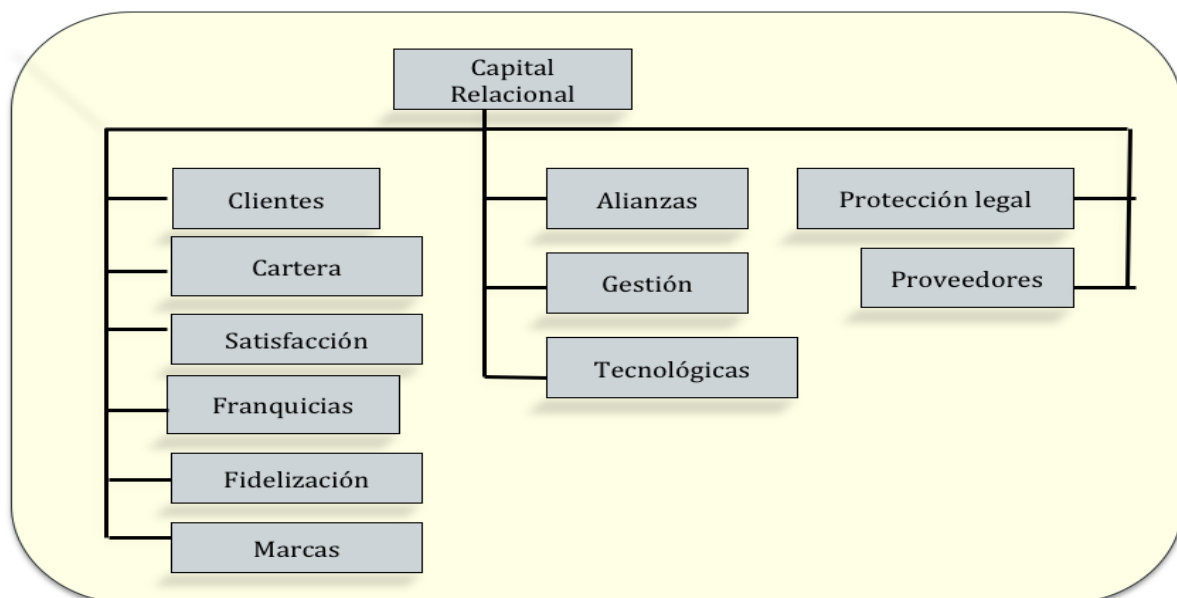 Capital
Relacional
Clientes
Cartera
Satisfacción
Franquicias
Fidelización
Marcas
Alianzas
Gestión
Tecnológicas
Protección legal
Proveedores